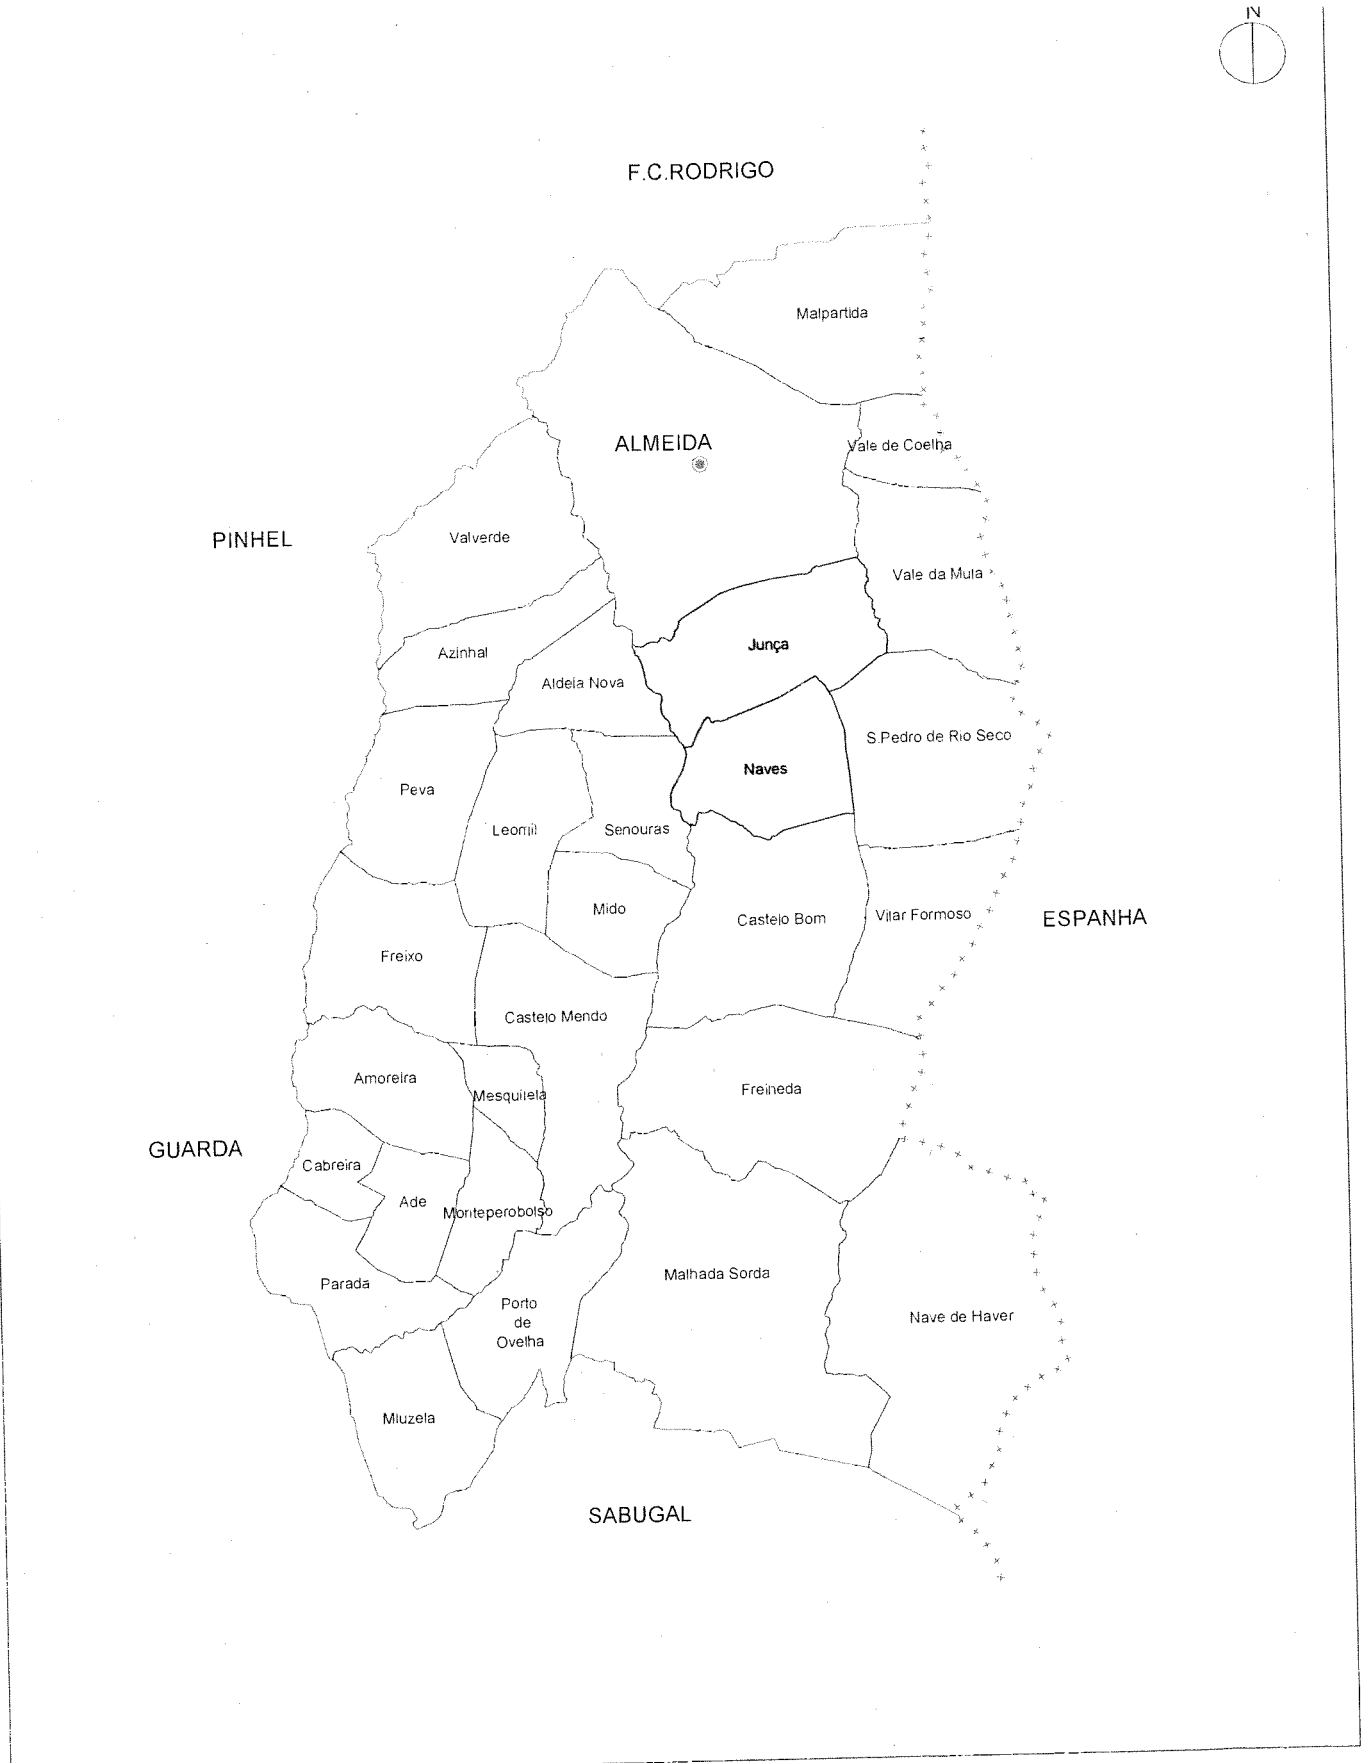 N
F.C.RODRIGO
Malpartida
ALMEIDA
Vale de Coelha
PINHEL
Valverde
Vale da Mula
Junça
Azinhal
Aldeia Nova
S.Pedro de Rio Seco
Naves
Peva
Leomil
Senouras
Mido
Castelo Bom
Vilar Formoso
ESPANHA
Freixo
Castelo Mendo
Amoreira
Mesquitela
Freineda
GUARDA
Cabreira
Ade
Monteperobolso
Malhada Sorda
Parada
Porto
de
Ovelha
Nave de Haver
Miuzela
SABUGAL